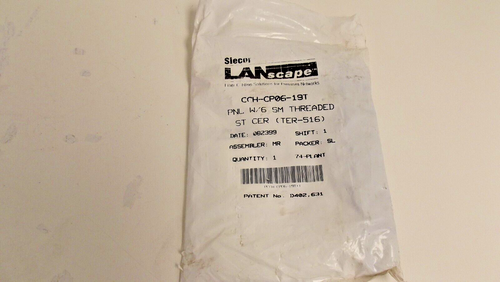 Siecor
LANscape
CCH-CP06-19T
PNL W/6 SM THREADED
ST CER (TER-516)
DATE: 082399 SHIFT: 1
ASSEMBLER: MR PACKER: SL
QUANTITY: 1 74-PLANT
PATENT No. D402,631